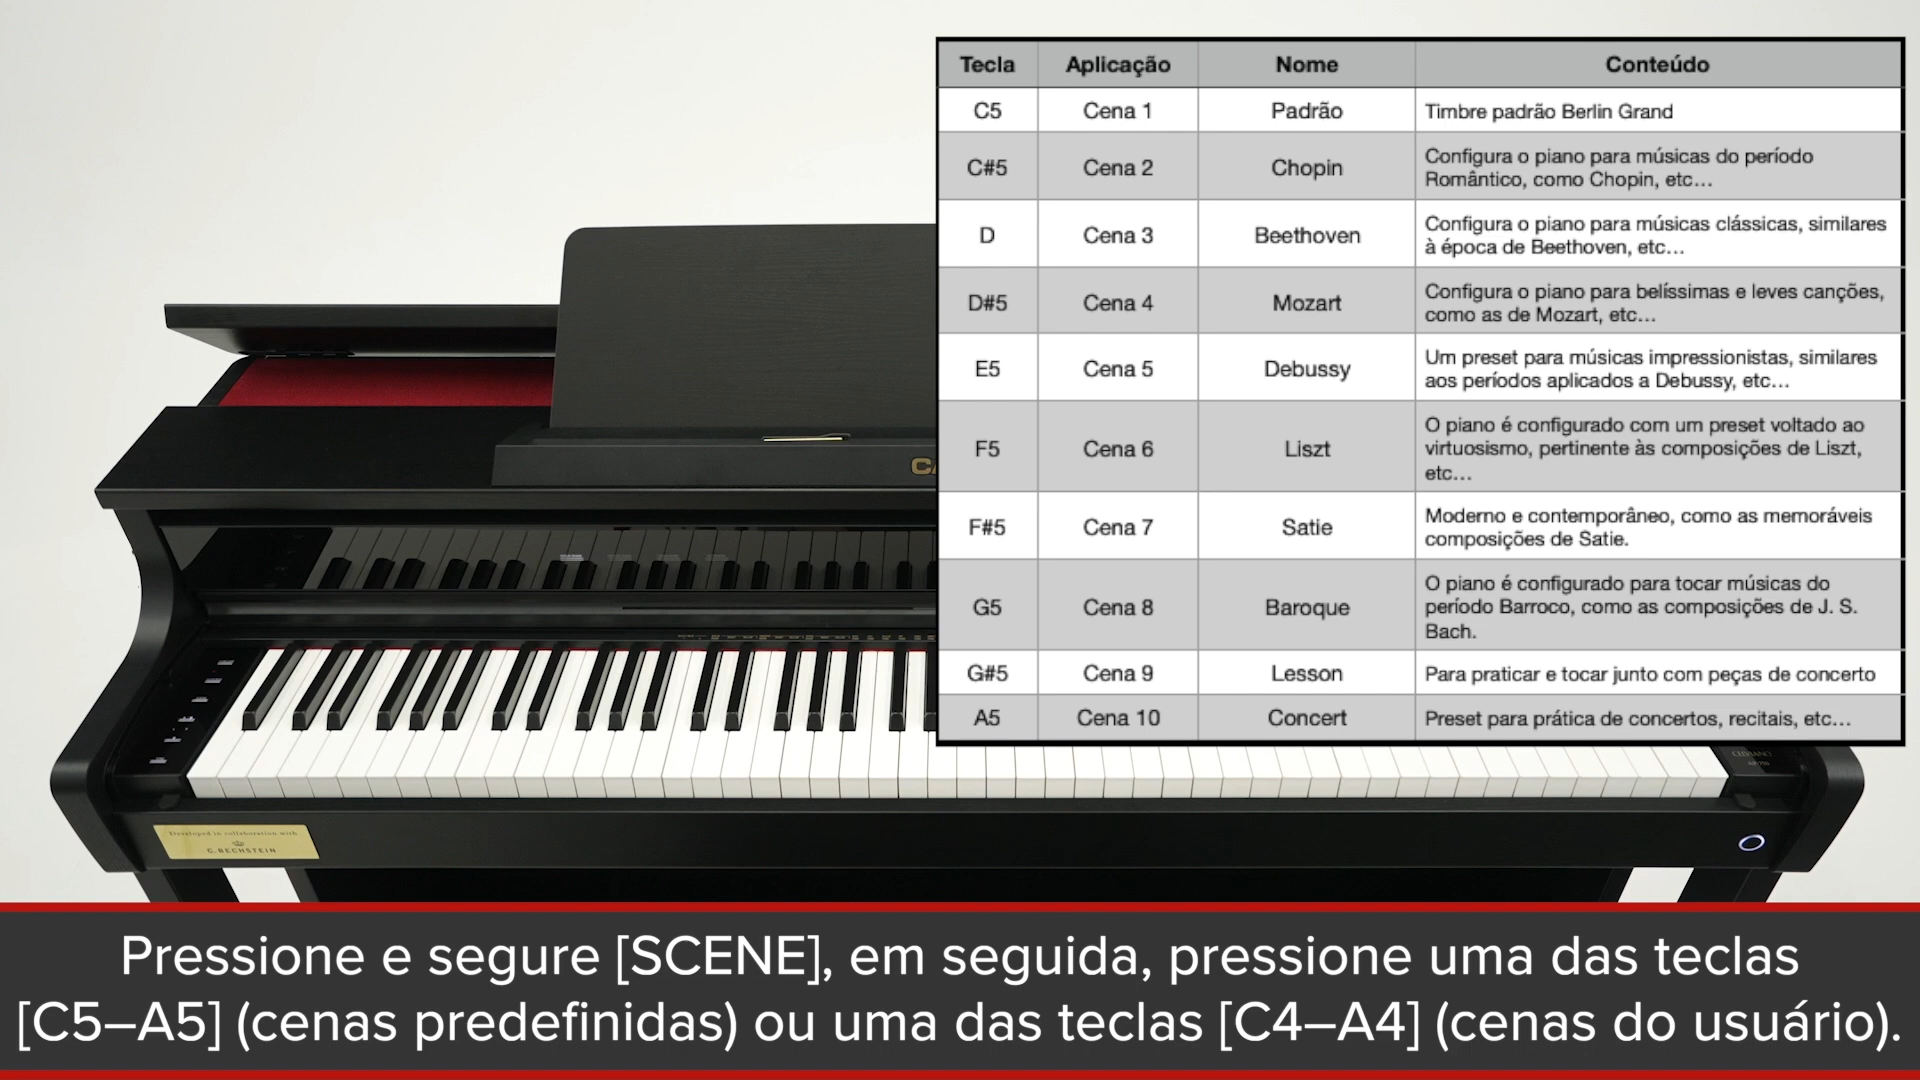 Tecla Aplicação Nome Conteúdo
C5 Cena 1 Padrão Timbre padrão Berlin Grand
C#5 Cena 2 Chopin Configura o piano para músicas do período
Romântico, como Chopin, etc…
D Cena 3 Beethoven Configura o piano para músicas clássicas, similares
à época de Beethoven, etc…
D#5 Cena 4 Mozart Configura o piano para belíssimas e leves canções,
como as de Mozart, etc…
E5 Cena 5 Debussy Um preset para músicas impressionistas, similares
aos períodos aplicados a Debussy, etc…
F5 Cena 6 Liszt O piano é configurado com um preset voltado ao
virtuosismo, pertinente às composições de Liszt,
etc…
F#5 Cena 7 Satie Moderno e contemporâneo, como as memoráveis
composições de Satie.
G5 Cena 8 Baroque O piano é configurado para tocar músicas do
período Barroco, como as composições de J. S.
Bach.
G#5 Cena 9 Lesson Para praticar e tocar junto com peças de concerto
A5 Cena 10 Concert Preset para prática de concertos, recitais, etc…
CELVIANO
Developed in collaboration with
C. BECHSTEIN
Pressione e segure [SCENE], em seguida, pressione uma das teclas
[C5–A5] (cenas predefinidas) ou uma das teclas [C4–A4] (cenas do usuário).